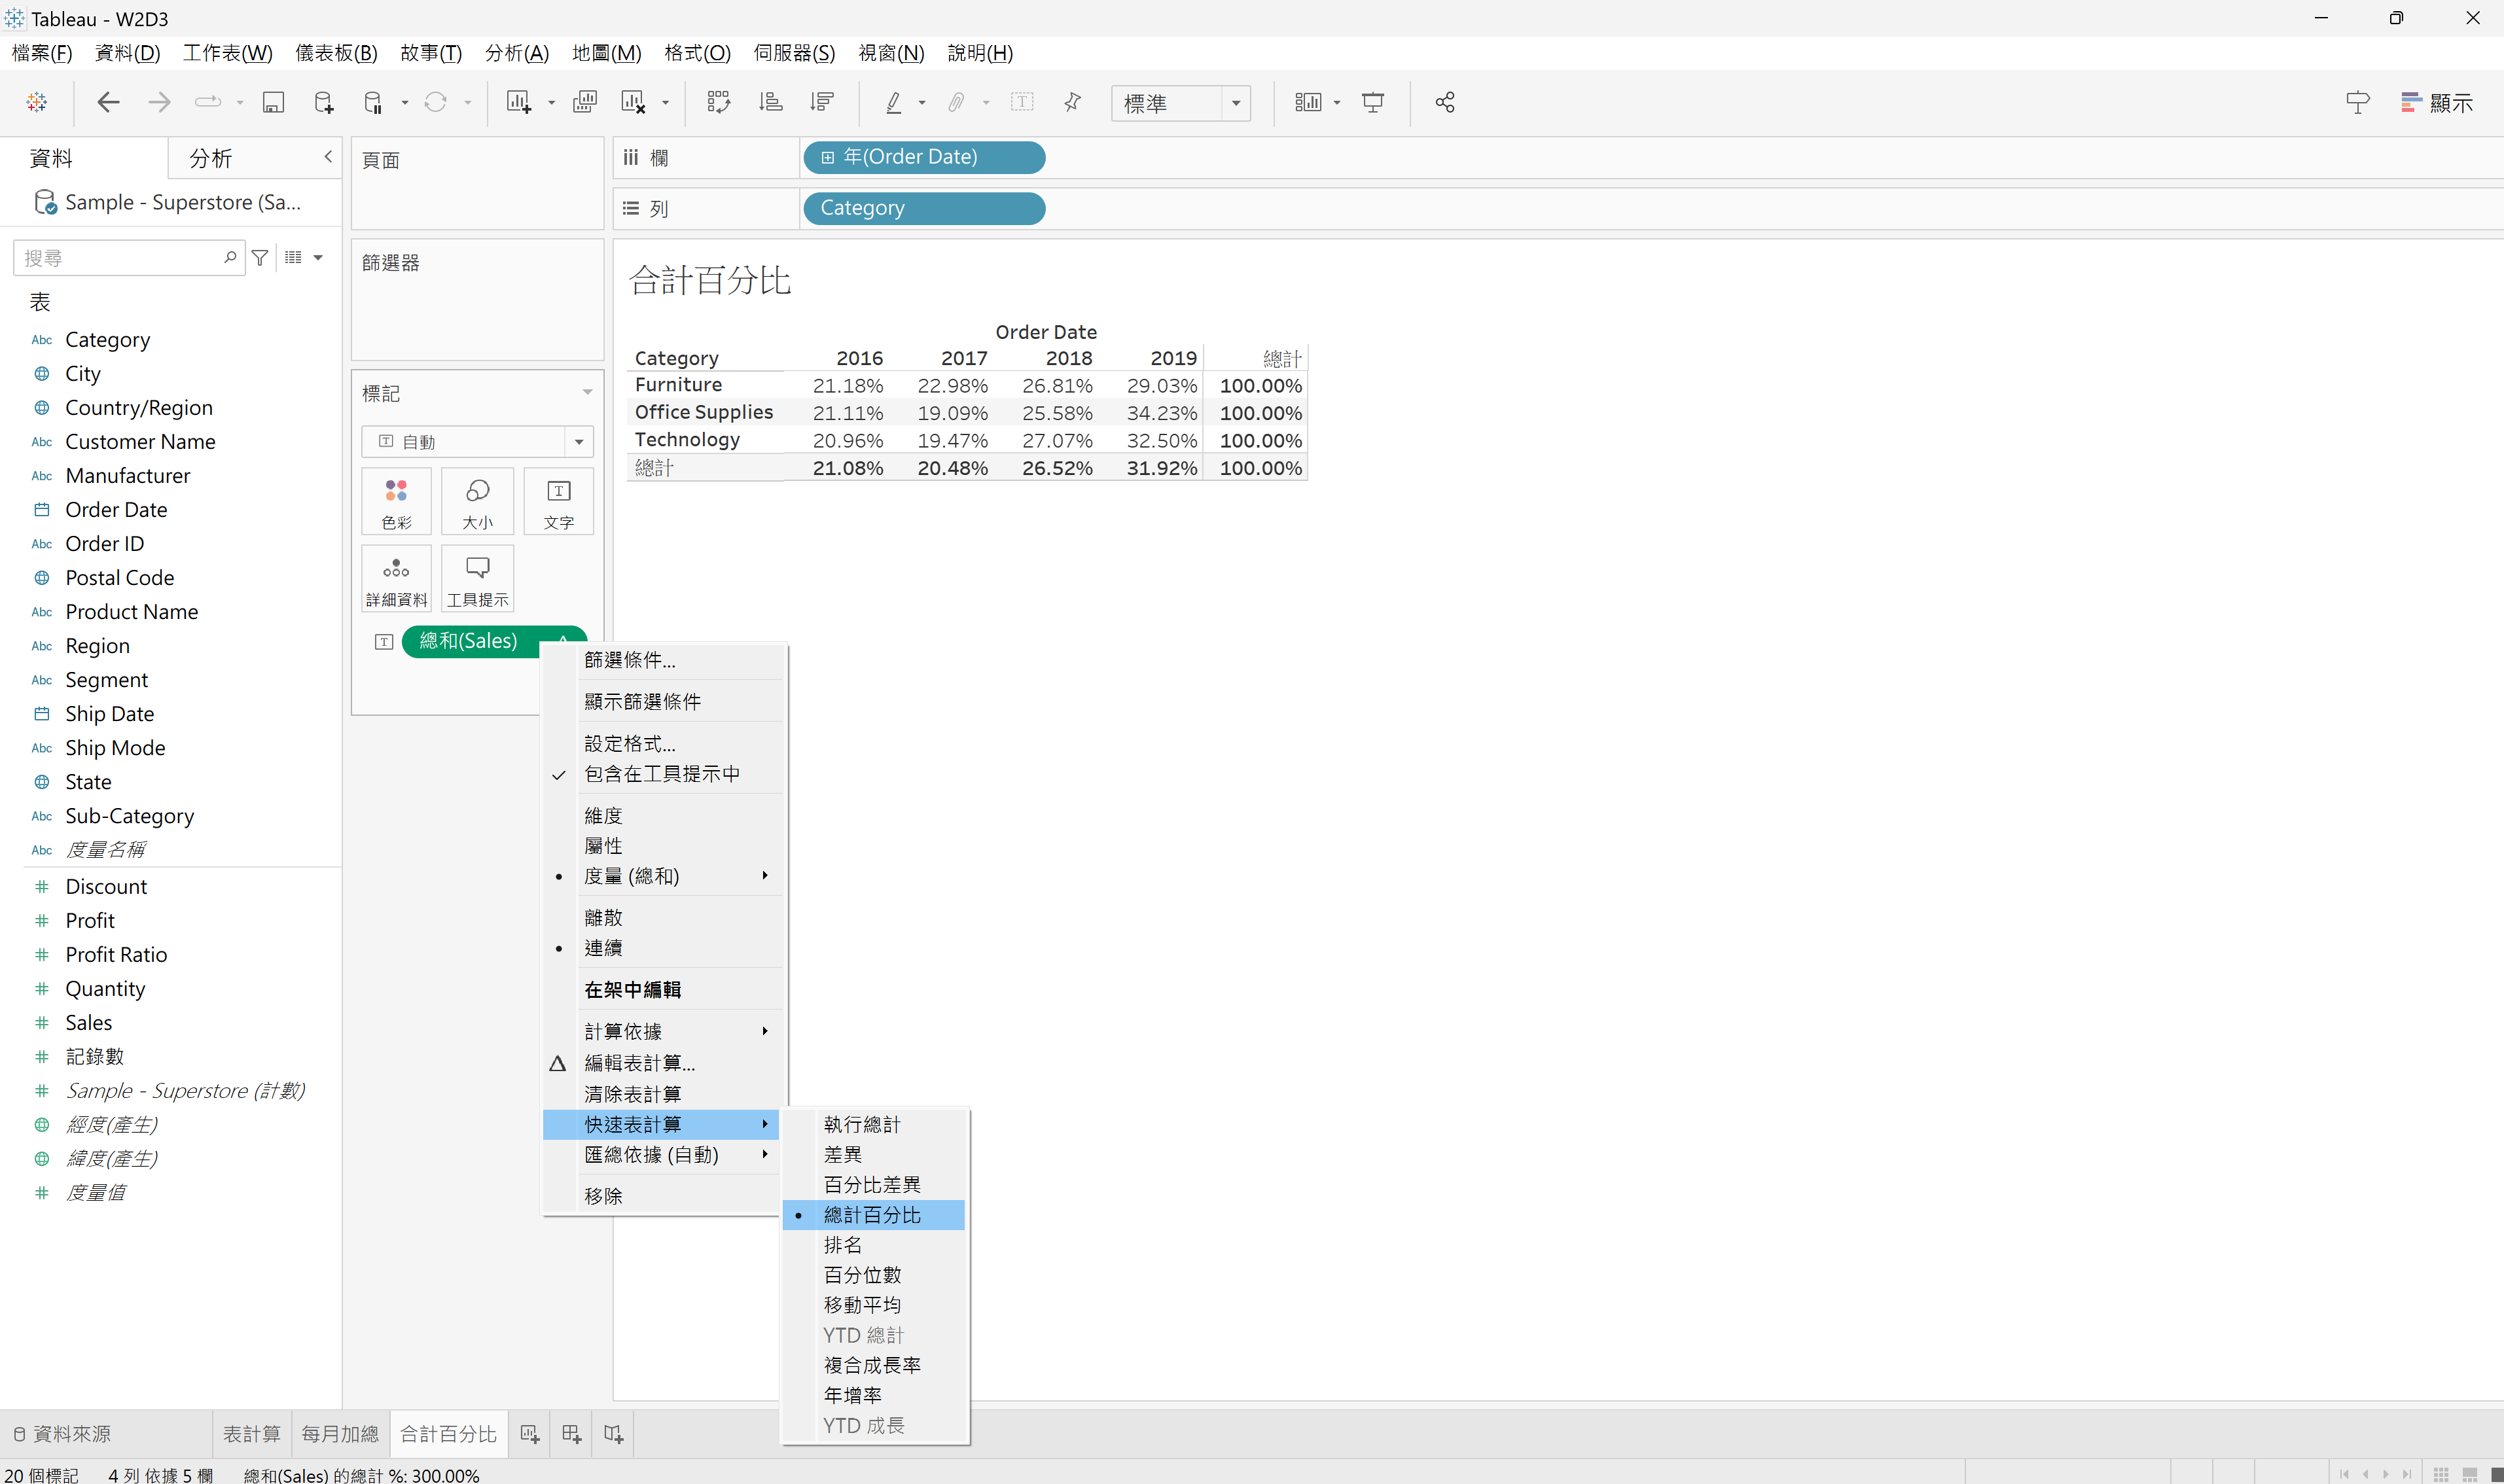 Tableau - W2D3
檔案(F) 資料(D) 工作表(W) 儀表板(B) 故事(T) 分析(A) 地圖(M) 格式(O) 伺服器(S) 視窗(N) 說明(H)
標準
顯示
資料 分析
Sample - Superstore (Sa...
搜尋
表
Abc Category
City
Country/Region
Abc Customer Name
Abc Manufacturer
Order Date
Abc Order ID
Postal Code
Abc Product Name
Abc Region
Abc Segment
Ship Date
Abc Ship Mode
State
Abc Sub-Category
Abc 度量名稱
# Discount
# Profit
# Profit Ratio
# Quantity
# Sales
# 記錄數
# Sample - Superstore (計數)
經度(產生)
緯度(產生)
# 度量值
頁面
篩選器
標記
T 自動
色彩 大小 T 文字
詳細資料 工具提示
T 總和(Sales)
欄 年(Order Date)
列 Category
合計百分比
Order Date
Category 2016 2017 2018 2019 總計
Furniture 21.18% 22.98% 26.81% 29.03% 100.00%
Office Supplies 21.11% 19.09% 25.58% 34.23% 100.00%
Technology 20.96% 19.47% 27.07% 32.50% 100.00%
總計 21.08% 20.48% 26.52% 31.92% 100.00%
篩選條件...
顯示篩選條件
設定格式...
包含在工具提示中
維度
屬性
度量 (總和)
離散
連續
在架中編輯
計算依據
編輯表計算...
清除表計算
快速表計算
匯總依據 (自動)
移除
執行總計
差異
百分比差異
總計百分比
排名
百分位數
移動平均
YTD 總計
複合成長率
年增率
YTD 成長
資料來源 表計算 每月加總 合計百分比
20 個標記 4 列 依據 5 欄 總和(Sales) 的總計 %: 300.00%